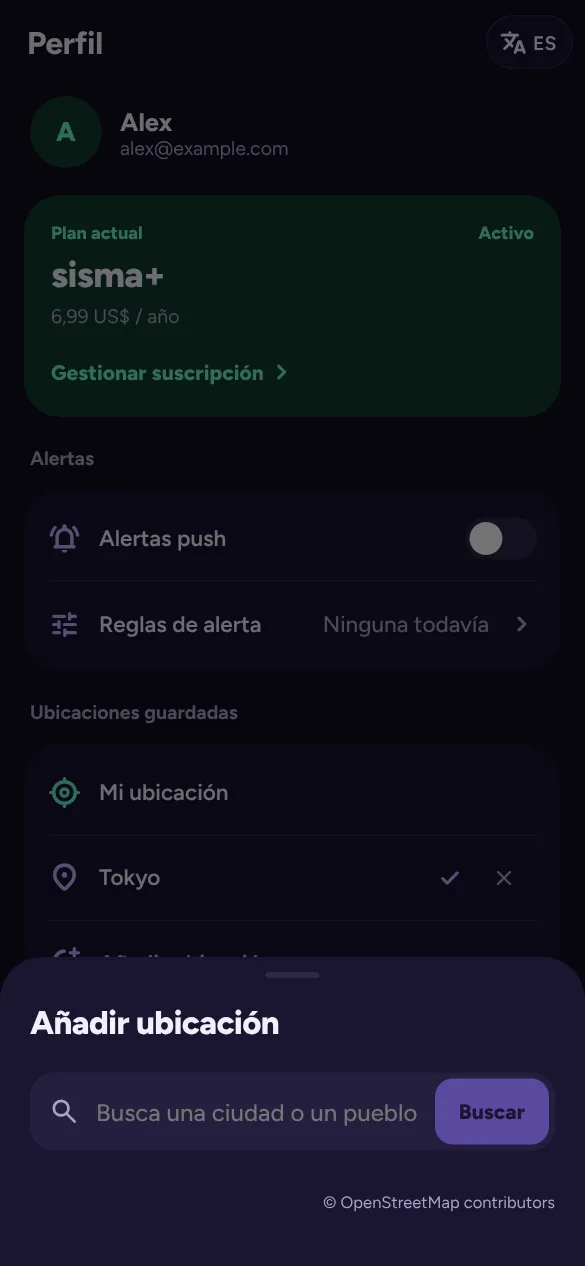 Perfil
ES
A
Alex
alex@example.com
Plan actual
Activo
sisma+
6,99 US$ / año
Gestionar suscripción
Alertas
Alertas push
Reglas de alerta
Ninguna todavía
Ubicaciones guardadas
Mi ubicación
Tokyo
Añadir ubicación
Busca una ciudad o un pueblo
Buscar
© OpenStreetMap contributors